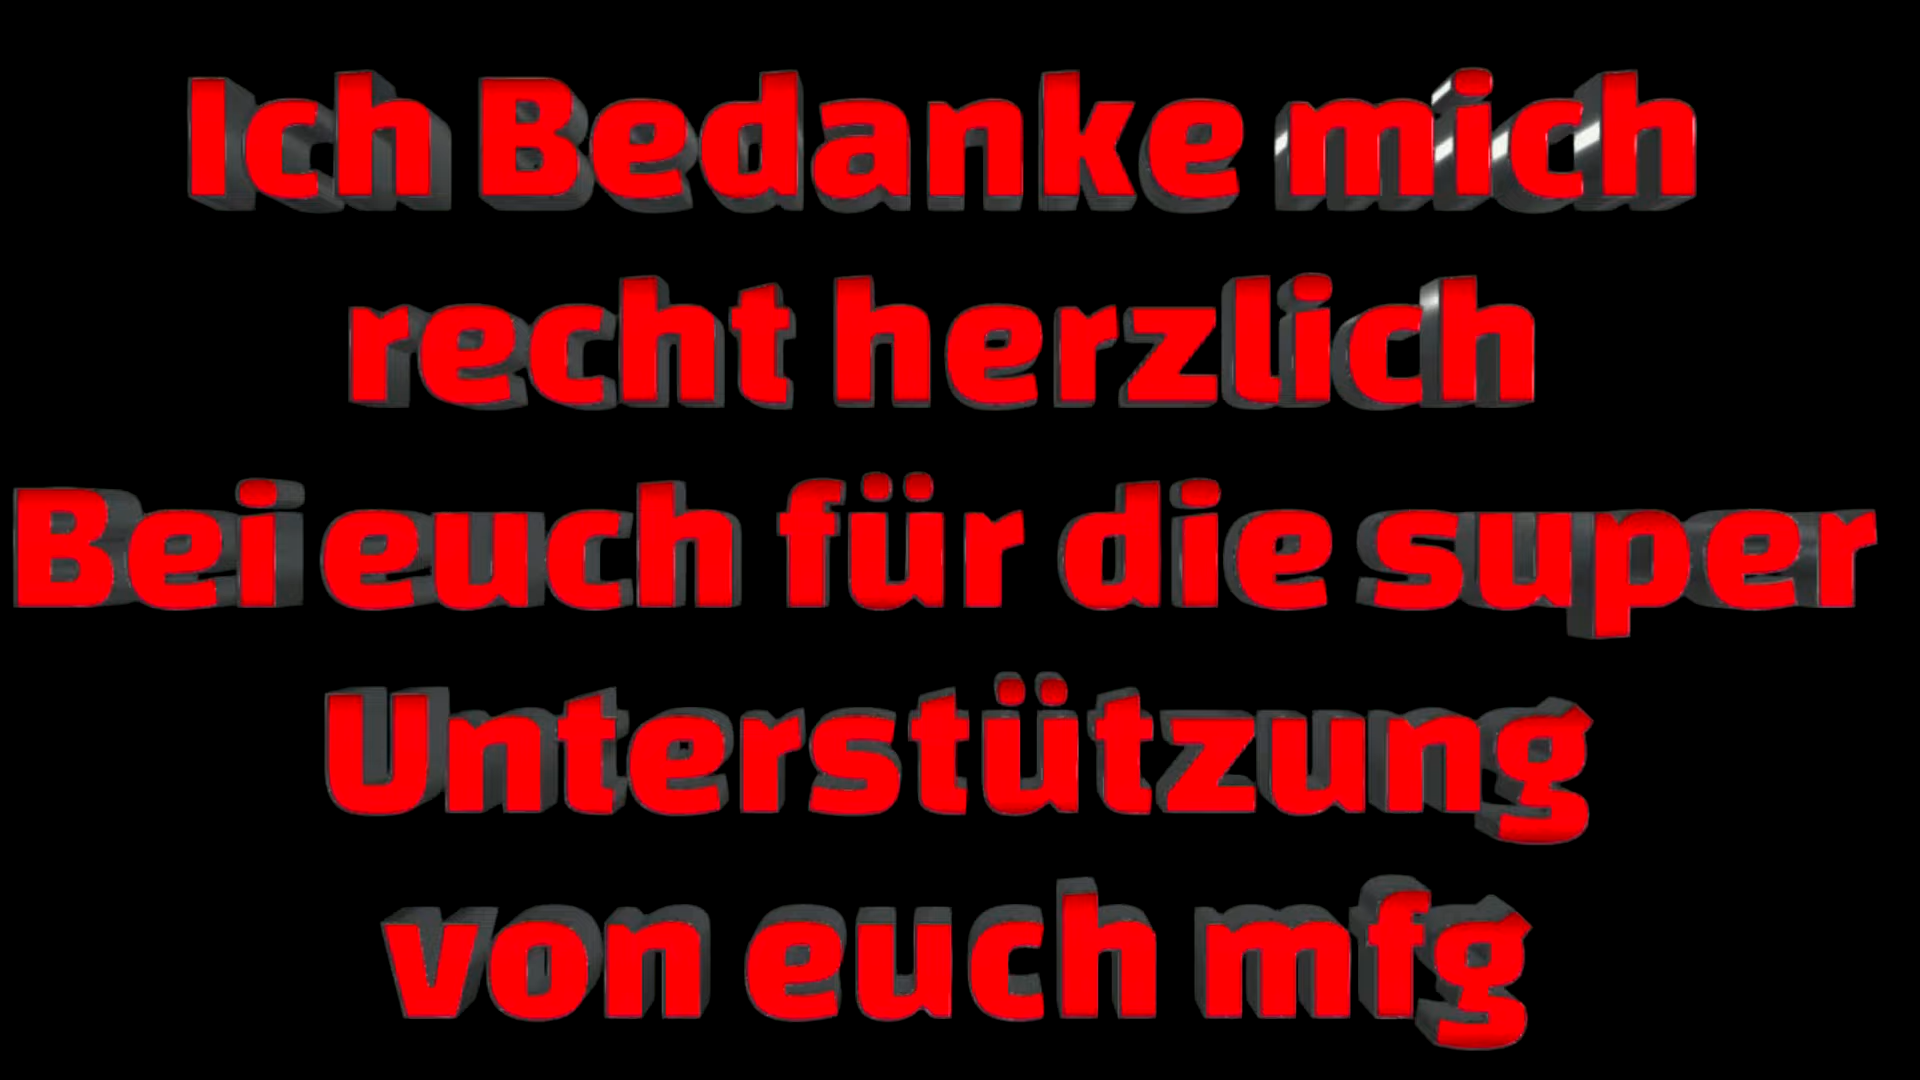 Ich Bedanke mich
recht herzlich
Bei euch für die super
Unterstützung
von euch mfg